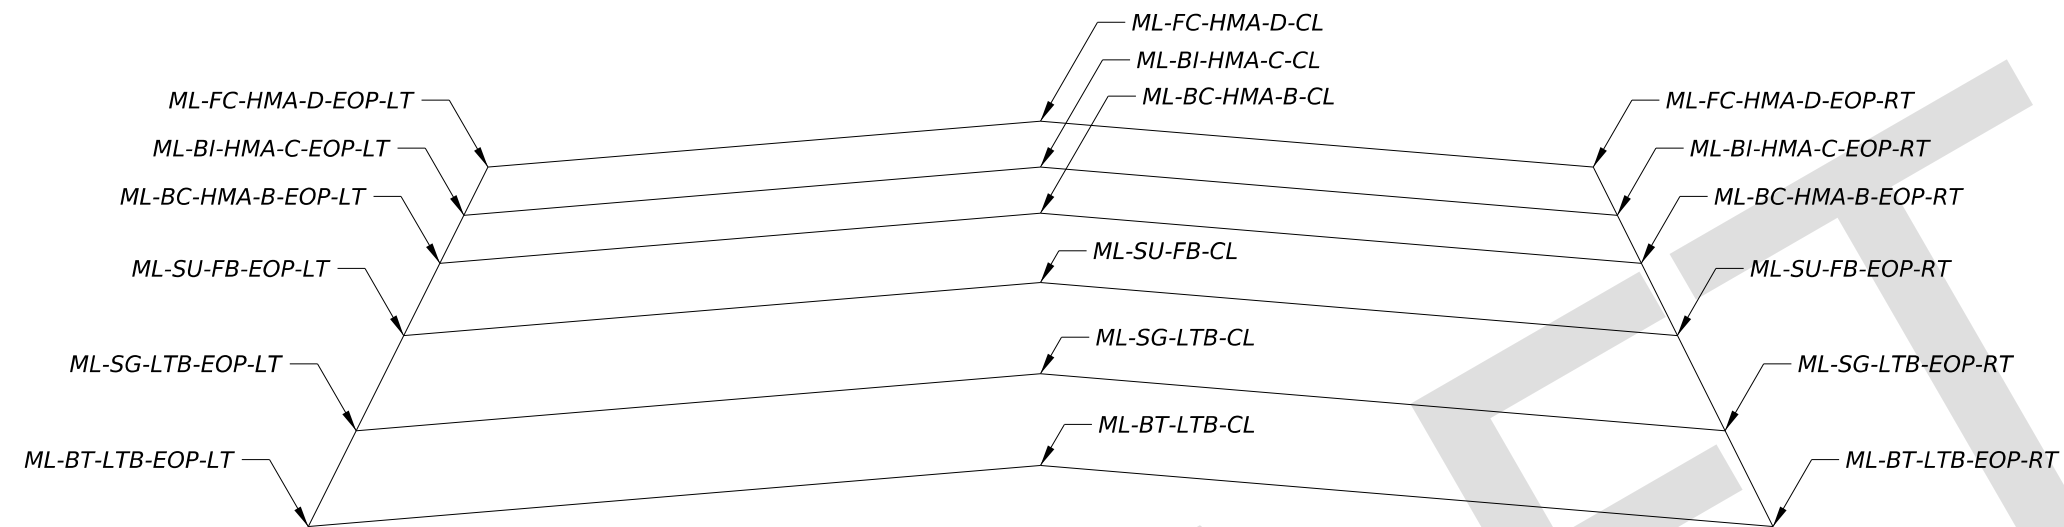 ML-FC-HMA-D-CL
ML-BI-HMA-C-CL
ML-BC-HMA-B-CL
ML-FC-HMA-D-EOP-LT
ML-FC-HMA-D-EOP-RT
ML-BI-HMA-C-EOP-LT
ML-BI-HMA-C-EOP-RT
ML-BC-HMA-B-EOP-LT
ML-BC-HMA-B-EOP-RT
ML-SU-FB-CL
ML-SU-FB-EOP-LT
ML-SU-FB-EOP-RT
ML-SG-LTB-CL
ML-SG-LTB-EOP-LT
ML-SG-LTB-EOP-RT
ML-BT-LTB-CL
ML-BT-LTB-EOP-LT
ML-BT-LTB-EOP-RT
ET